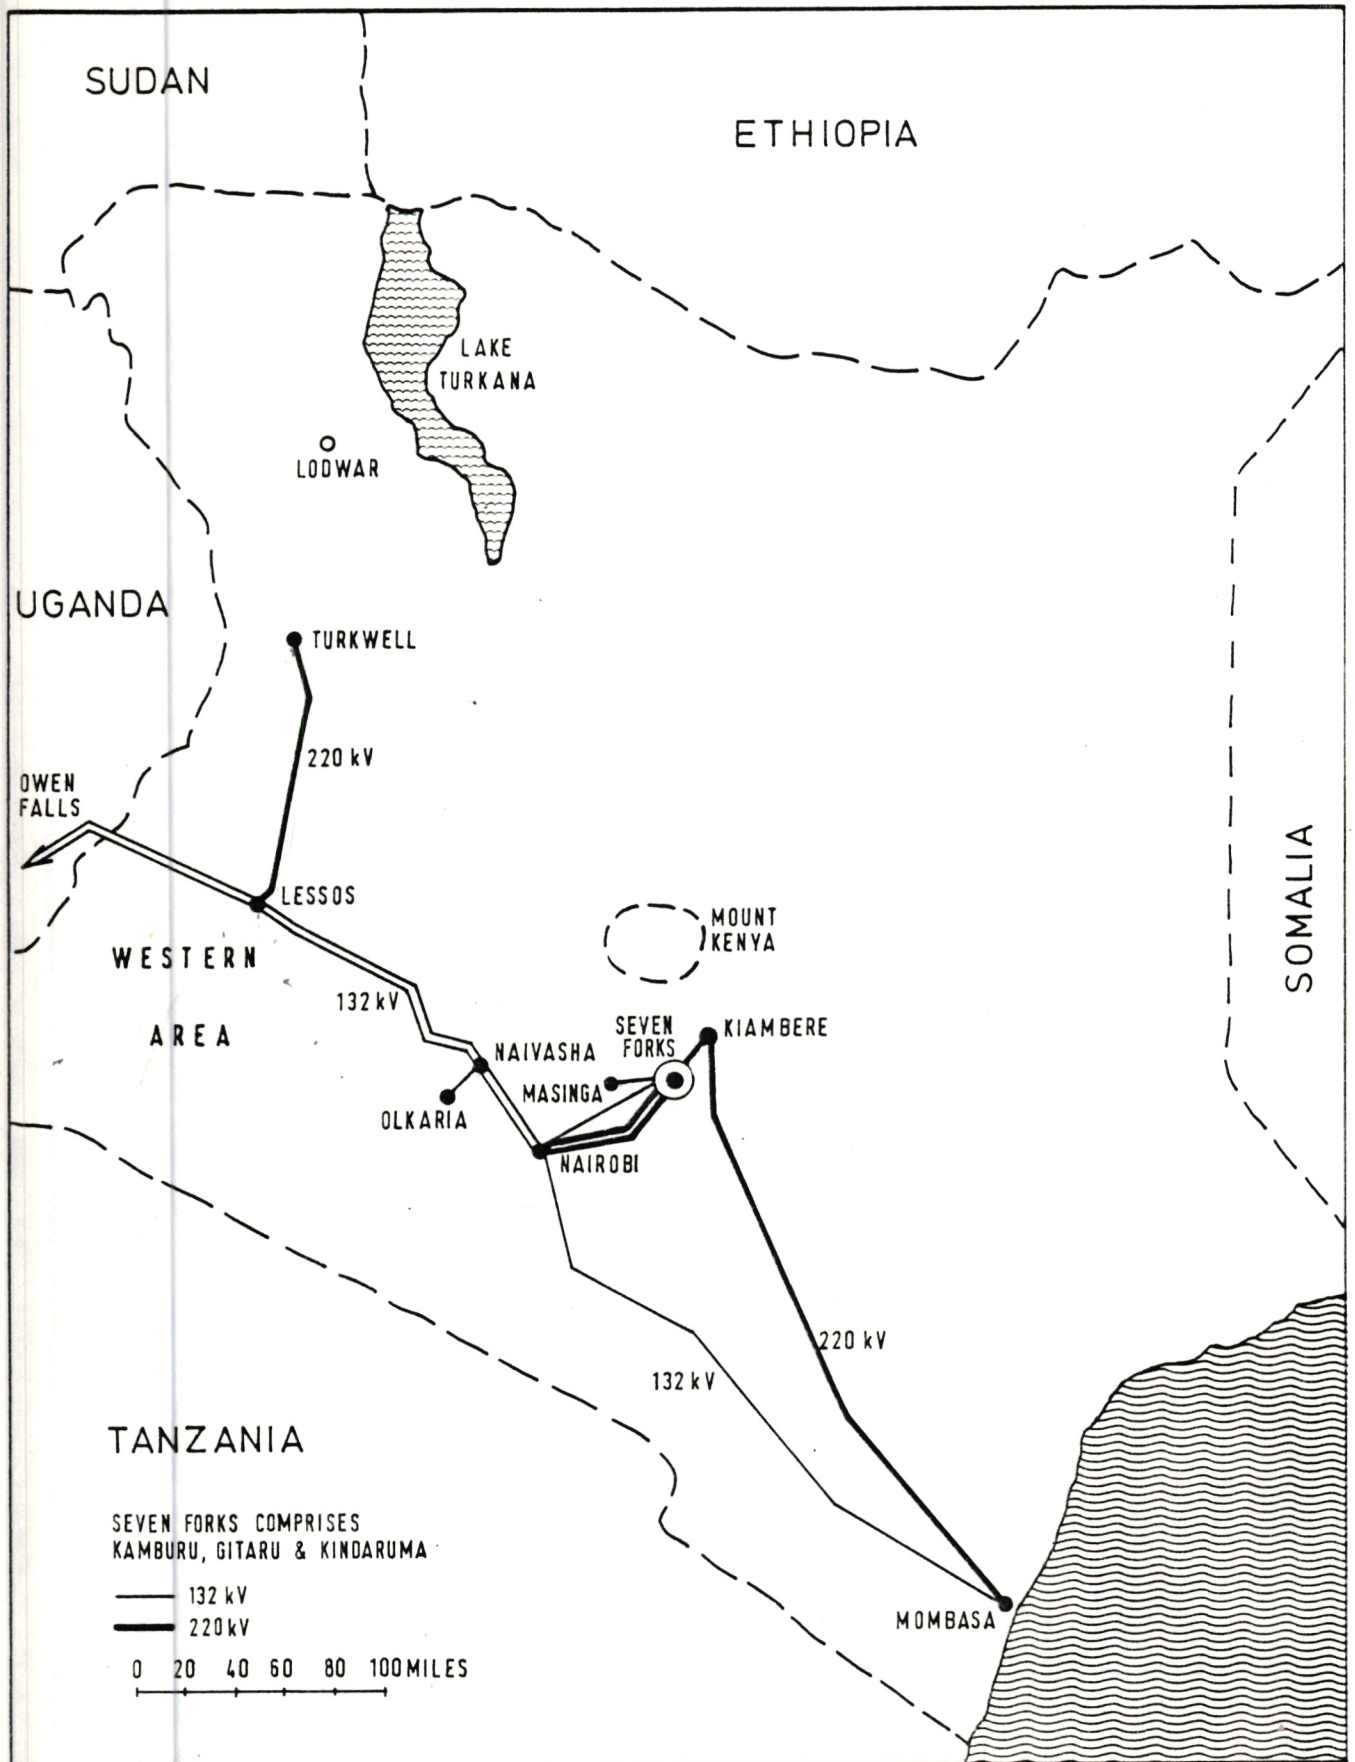 SUDAN
ETHIOPIA
LAKE
TURKANA
LODWAR
UGANDA
TURKWELL
220 kV
OWEN
FALLS
LESSOS
SOMALIA
MOUNT
KENYA
WESTERN
AREA
132 kV
SEVEN
FORKS
KIAMBERE
NAIVASHA
MASINGA
OLKARIA
NAIROBI
220 kV
132 kV
TANZANIA
SEVEN FORKS COMPRISES
KAMBURU, GITARU & KINDARUMA
132 kV
220 kV
MOMBASA
0 20 40 60 80 100 MILES